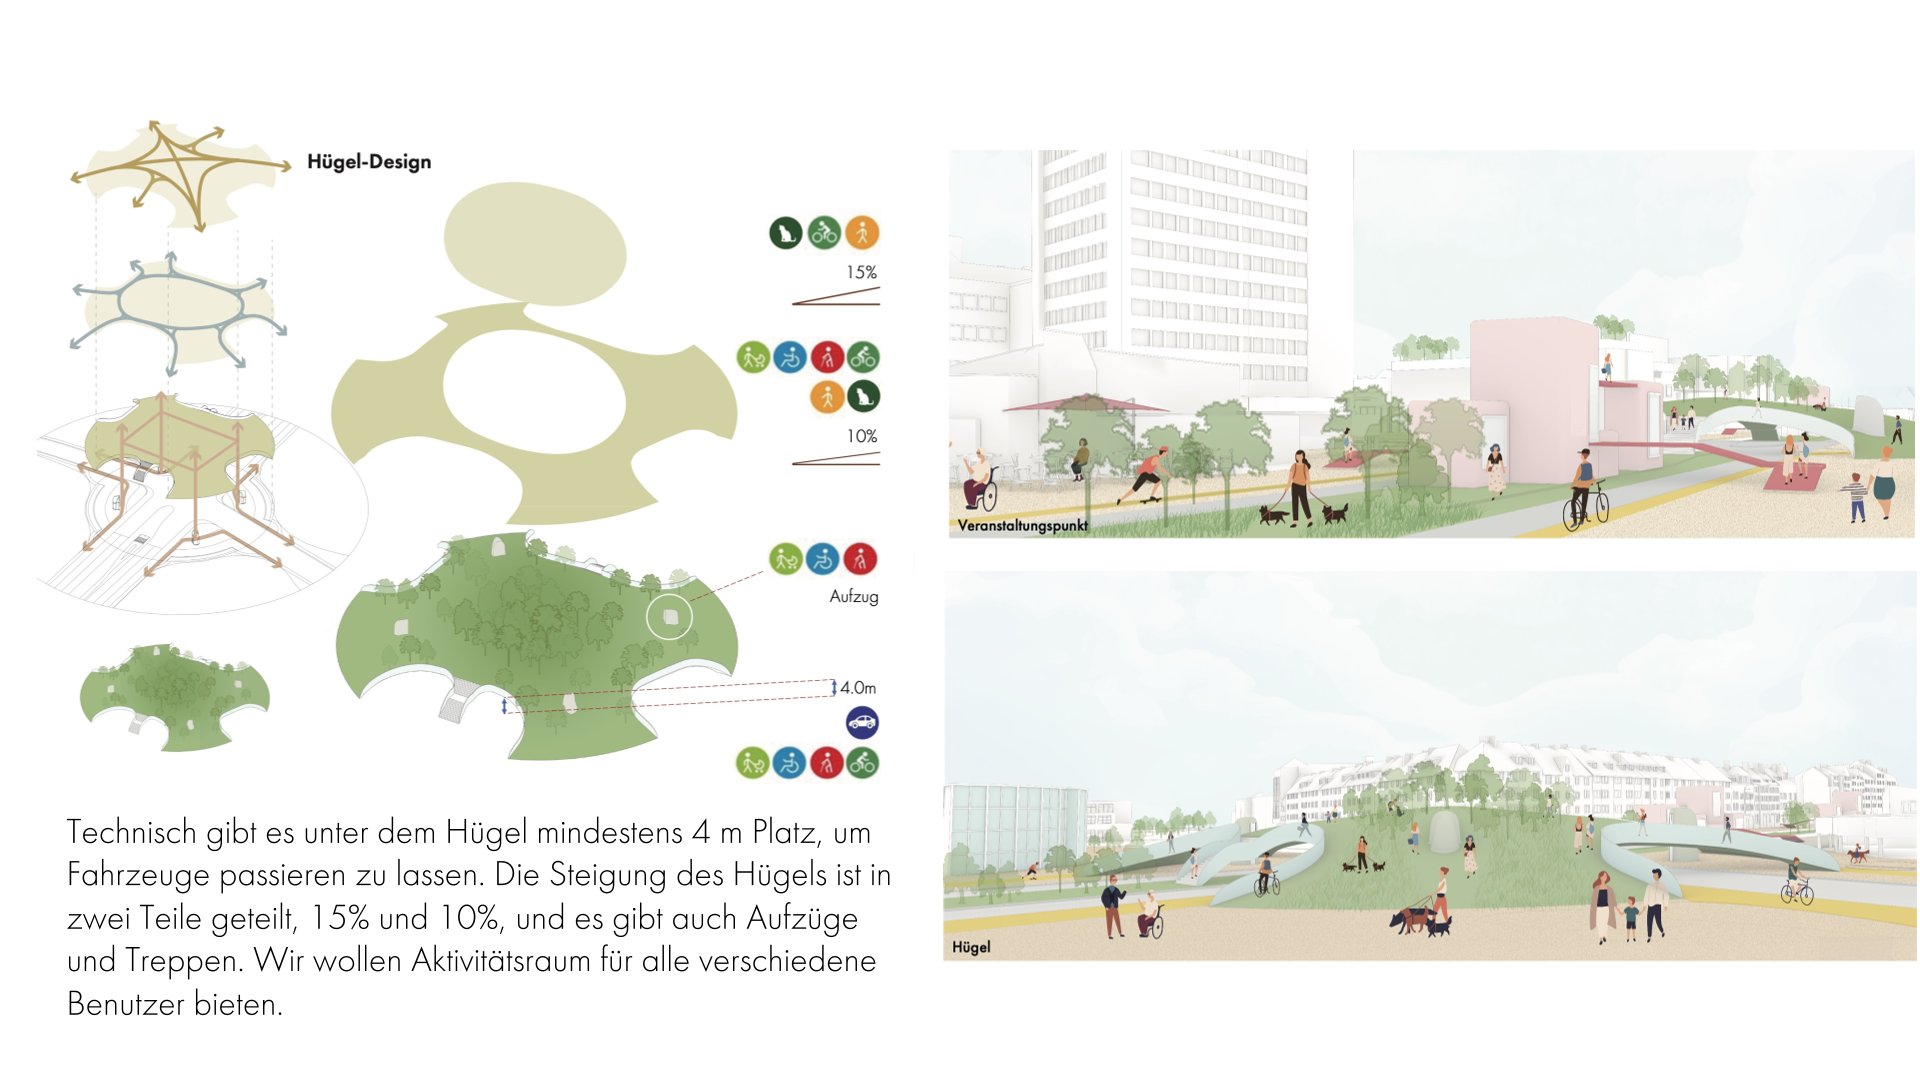 Hügel-Design
15%
10%
Aufzug
4.0m
Technisch gibt es unter dem Hügel mindestens 4 m Platz, um
Fahrzeuge passieren zu lassen. Die Steigung des Hügels ist in
zwei Teile geteilt, 15% und 10%, und es gibt auch Aufzüge
und Treppen. Wir wollen Aktivitätsraum für alle verschiedene
Benutzer bieten.
Veranstaltungspunkt
Hügel